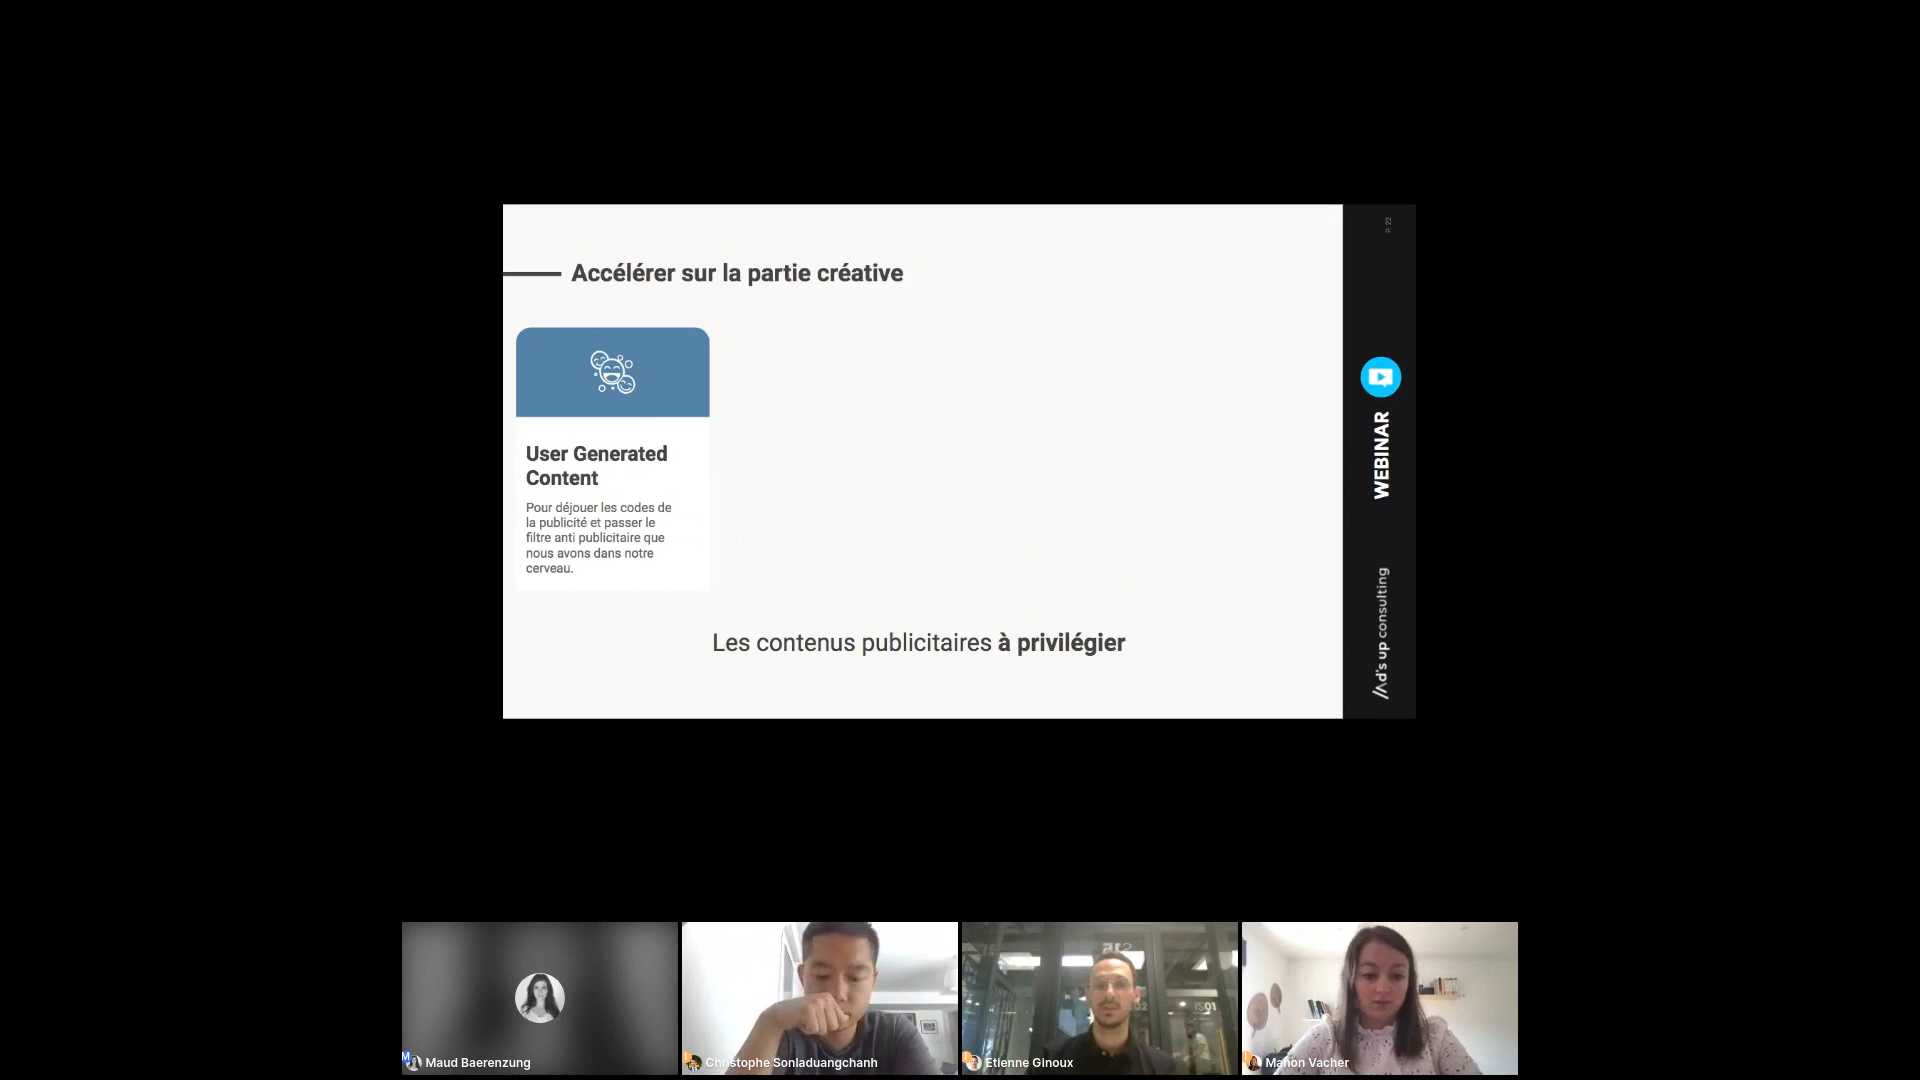 P. 22
Accélérer sur la partie créative
User Generated
Content
Pour déjouer les codes de
la publicité et passer le
filtre anti publicitaire que
nous avons dans notre
cerveau.
Les contenus publicitaires à privilégier
WEBINAR
Ad's up consulting
M
Maud Baerenzung
Christophe Sonladuangchanh
Etienne Ginoux
Manon Vacher